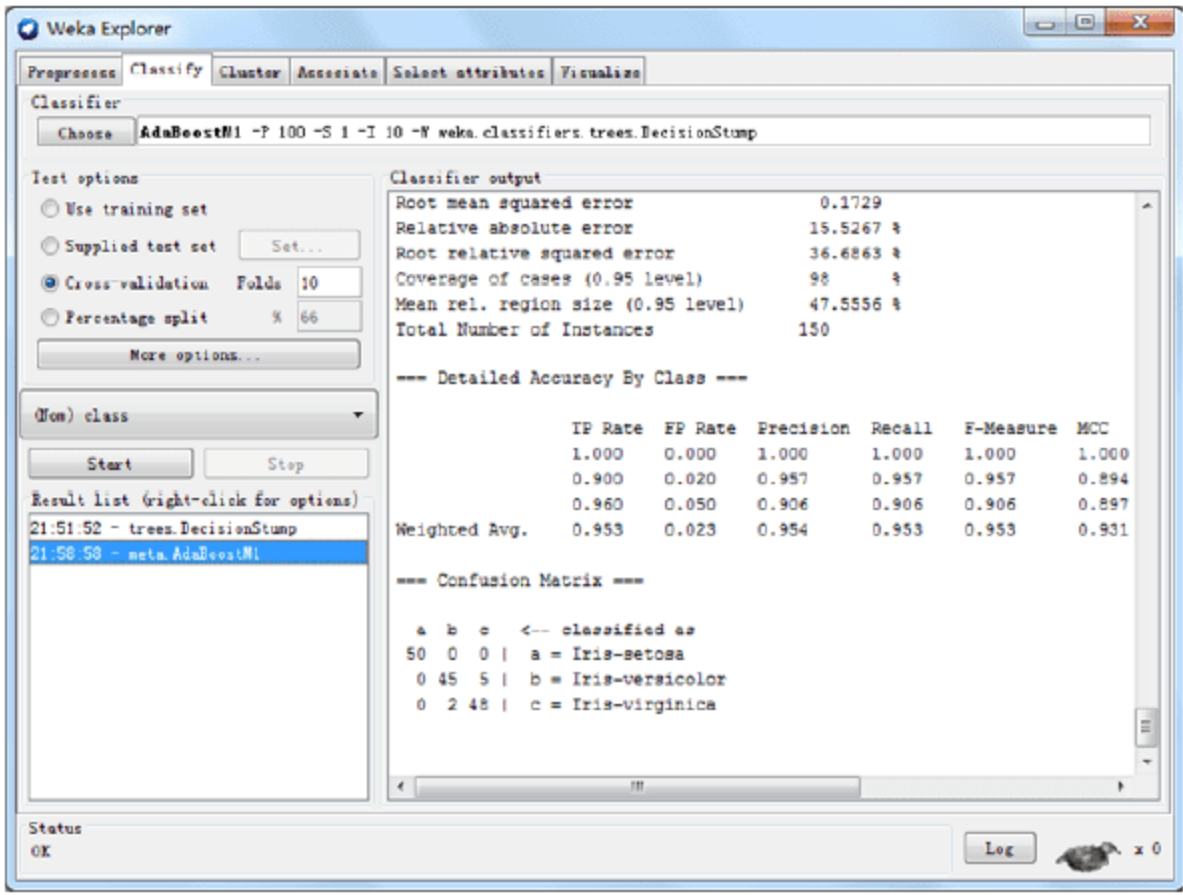 Weka Explorer
Preprocess Classify Cluster Associate Select attributes Visualize
Classifier
Choose AdaBoostM1 -P 100 -S 1 -I 10 -W weka.classifiers.trees.DecisionStump
Test options
Use training set
Supplied test set Set...
Cross-validation Folds 10
Percentage split % 66
More options...
(Nom) class
Start Stop
Result list (right-click for options)
21:51:52 - trees.DecisionStump
21:58:58 - meta.AdaBoostM1
Classifier output
Root mean squared error 0.1729
Relative absolute error 15.5267 %
Root relative squared error 36.6863 %
Coverage of cases (0.95 level) 98 %
Mean rel. region size (0.95 level) 47.5556 %
Total Number of Instances 150
=== Detailed Accuracy By Class ===
TP Rate FP Rate Precision Recall F-Measure MCC
1.000 0.000 1.000 1.000 1.000 1.000
0.900 0.020 0.957 0.957 0.957 0.894
0.960 0.050 0.906 0.906 0.906 0.897
Weighted Avg. 0.953 0.023 0.954 0.953 0.953 0.931
=== Confusion Matrix ===
a b c <-- classified as
50 0 0 | a = Iris-setosa
0 45 5 | b = Iris-versicolor
0 2 48 | c = Iris-virginica
Status
OK
Log x 0